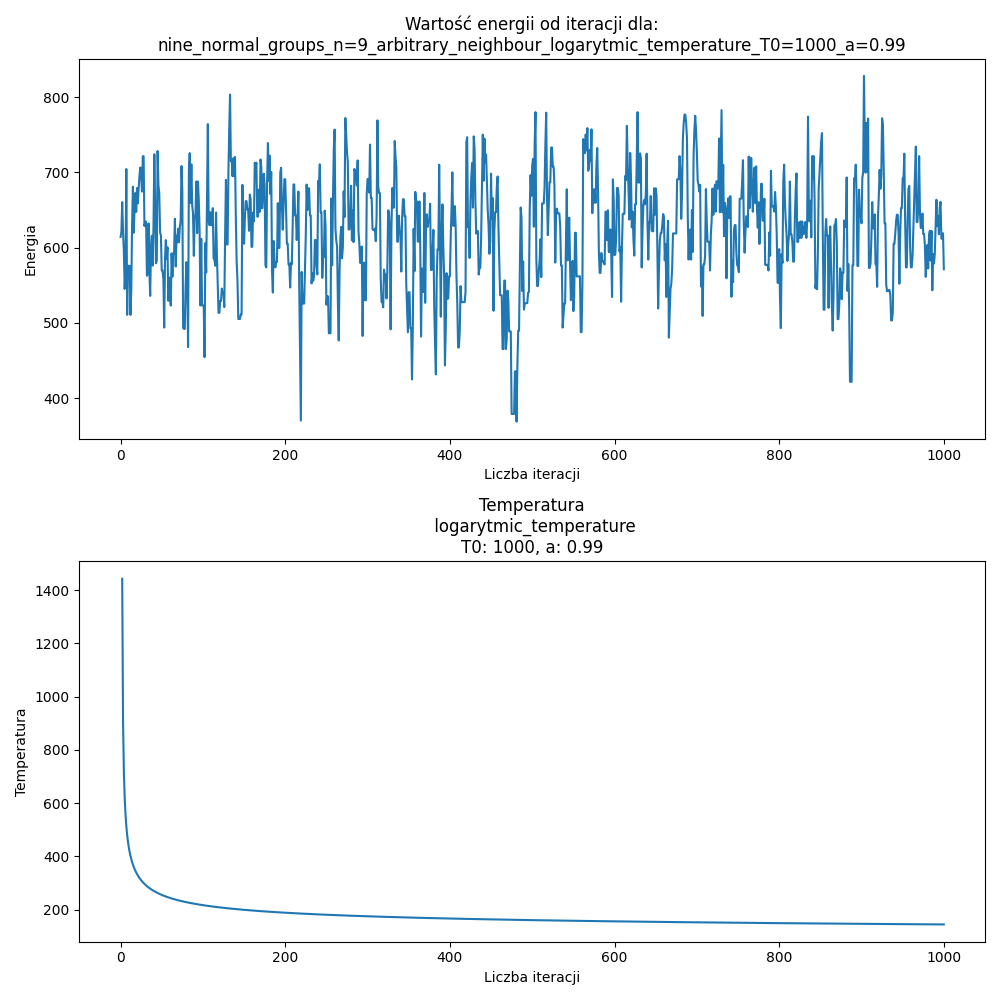 Wartość energii od iteracji dla:
nine_normal_groups_n=9_arbitrary_neighbour_logarytmic_temperature_T0=1000_a=0.99
800
700
600
500
400
Energia
0 200 400 600 800 1000
Liczba iteracji
Temperatura
logarytmic_temperature
T0: 1000, a: 0.99
1400
1200
1000
800
600
400
200
Temperatura
0 200 400 600 800 1000
Liczba iteracji